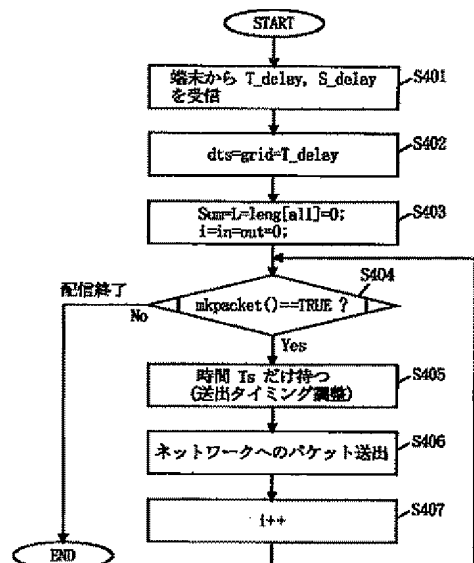 START
端末から T_delay, S_delay
を受信
S401
dts=grid=T_delay
S402
Sum=L=leng[all]=0;
i=in=out=0;
S403
S404
mkpacket()==TRUE ?
配信終了
No
Yes
時間 Ts だけ待つ
(送出タイミング調整)
S405
ネットワークへのパケット送出
S406
i++
S407
END